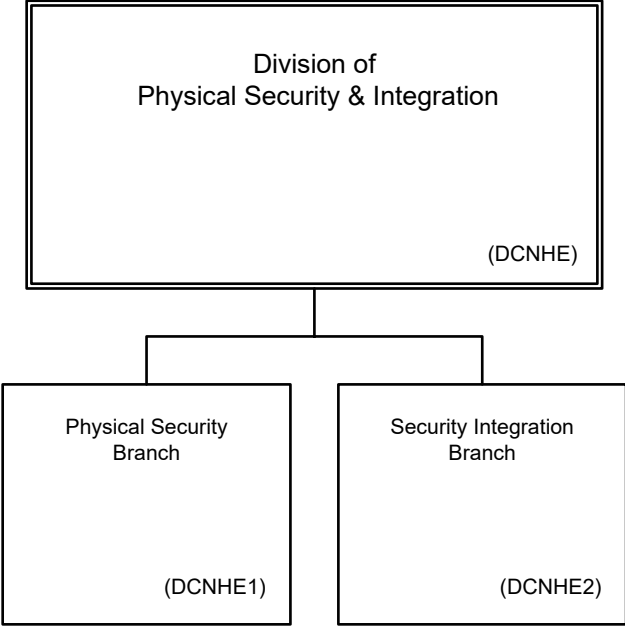 Division of
Physical Security & Integration
(DCNHE)
Physical Security
Branch
(DCNHE1)
Security Integration
Branch
(DCNHE2)